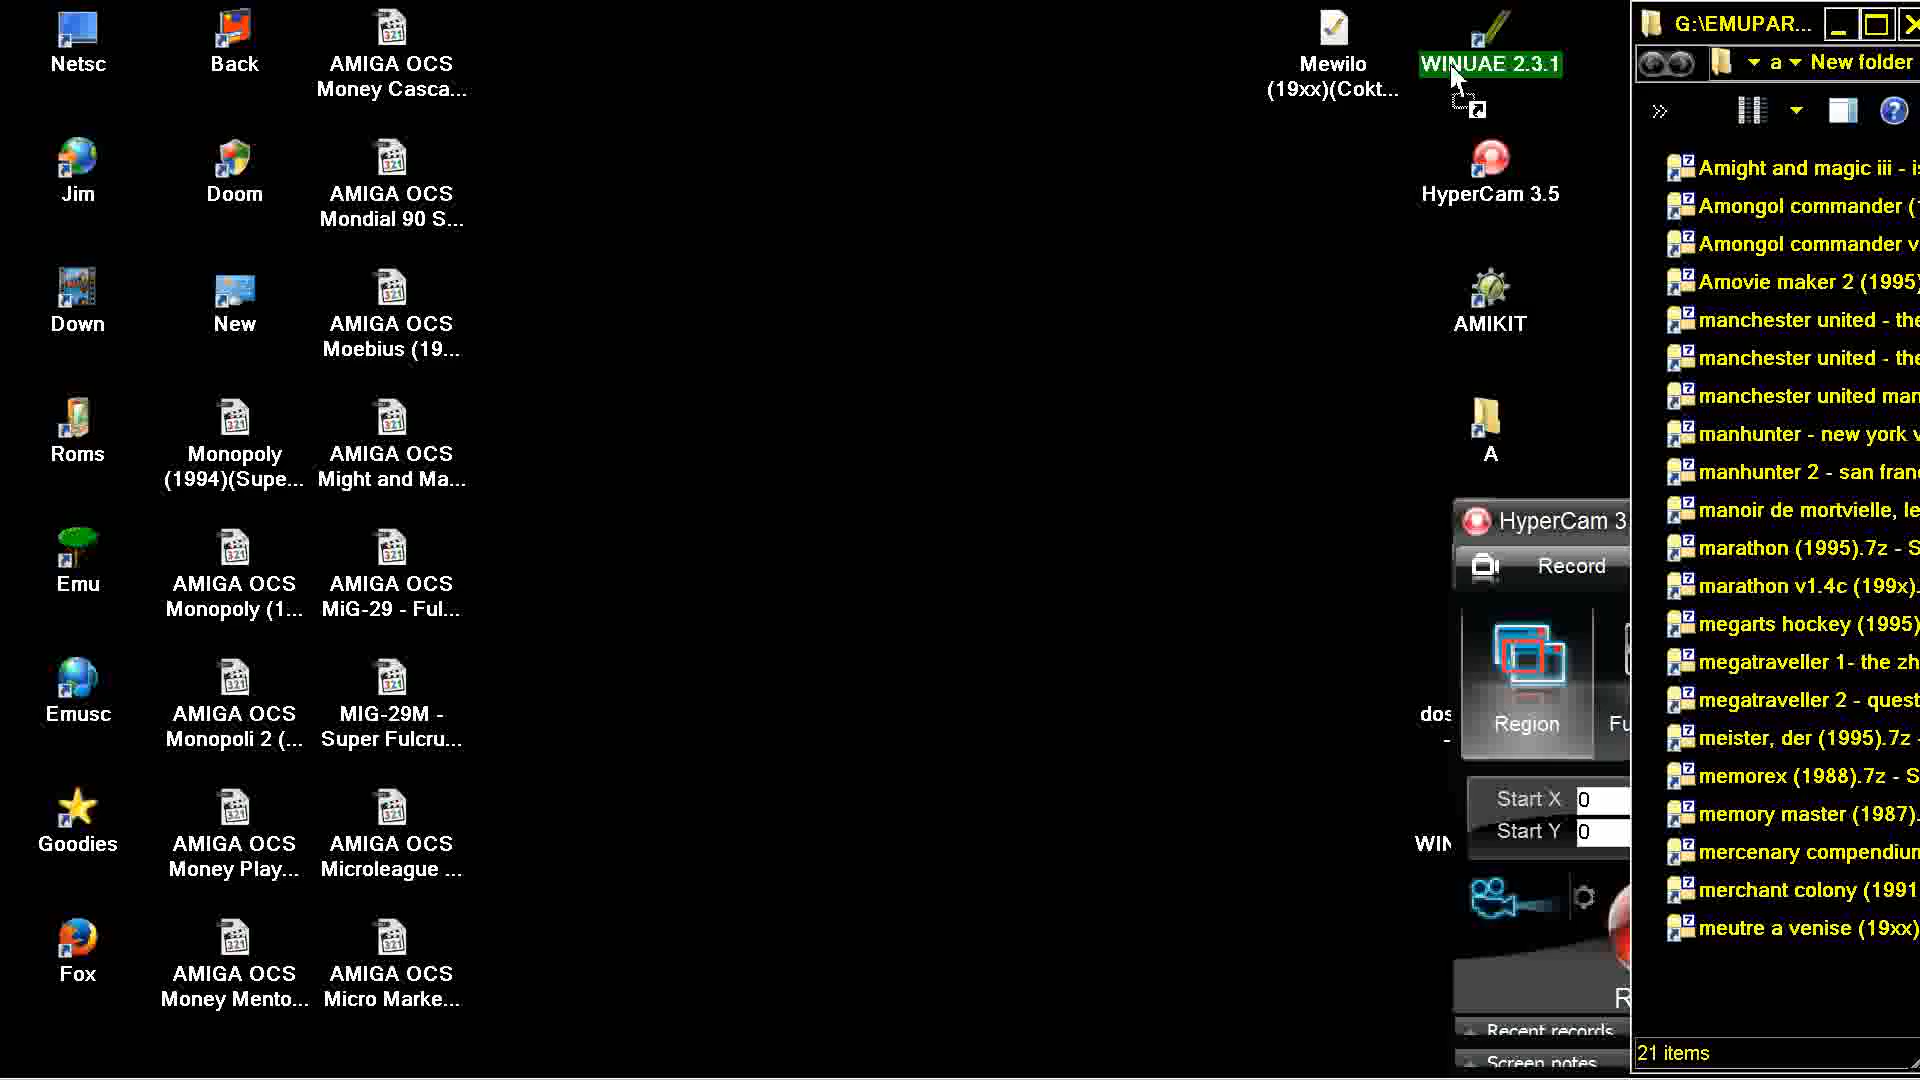 Netsc
Jim
Down
Roms
Emu
Emusc
Goodies
Fox
Back
Doom
New
Monopoly
(1994)(Supe...
AMIGA OCS
Monopoly (1...
AMIGA OCS
Monopoli 2 (...
AMIGA OCS
Money Play...
AMIGA OCS
Money Mento...
AMIGA OCS
Money Casca...
AMIGA OCS
Mondial 90 S...
AMIGA OCS
Moebius (19...
AMIGA OCS
Might and Ma...
AMIGA OCS
MiG-29 - Ful...
MIG-29M -
Super Fulcru...
AMIGA OCS
Microleague ...
AMIGA OCS
Micro Marke...
Mewilo
(19xx)(Cokt...
WINUAE 2.3.1
HyperCam 3.5
AMIKIT
A
dos
-
WIN
HyperCam 3.
Record
Region
Fu
Start X 0
Start Y 0
R
Recent records
Screen notes
G:\EMUPAR...
a New folder
Amight and magic iii - is
Amongol commander (1
Amongol commander v
Amovie maker 2 (1995)
manchester united - the
manchester united - the
manchester united man
manhunter - new york v
manhunter 2 - san fran
manoir de mortvielle, le
marathon (1995).7z - S
marathon v1.4c (199x).
megarts hockey (1995)
megatraveller 1- the zh
megatraveller 2 - quest
meister, der (1995).7z -
memorex (1988).7z - S
memory master (1987).
mercenary compendium
merchant colony (1991
meutre a venise (19xx)
21 items